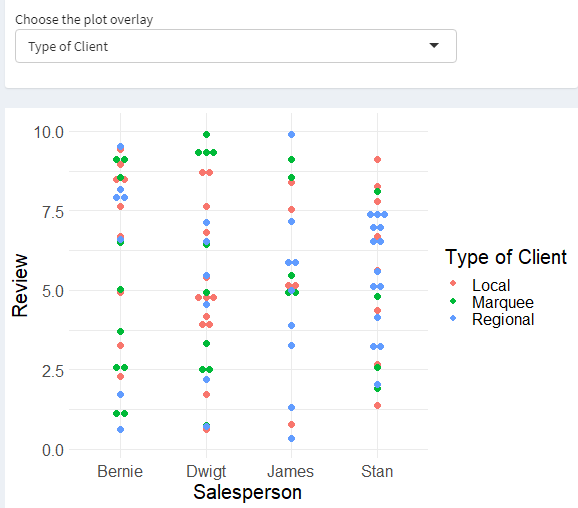 Choose the plot overlay
Type of Client
10.0
7.5
5.0
2.5
0.0
Review
Bernie Dwigt James Stan
Salesperson
Type of Client
Local
Marquee
Regional